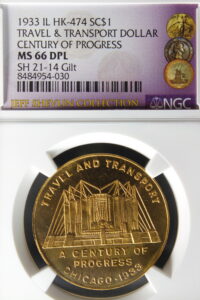 1933 IL HK-474 SC$1
TRAVEL & TRANSPORT DOLLAR
CENTURY OF PROGRESS
MS 66 DPL
SH 21-14 Gilt
8484954-030
COLLECTION
NGC
TRAVEL AND TRANSPORT
A CENTURY OF
PROGRESS
CHICAGO-1933